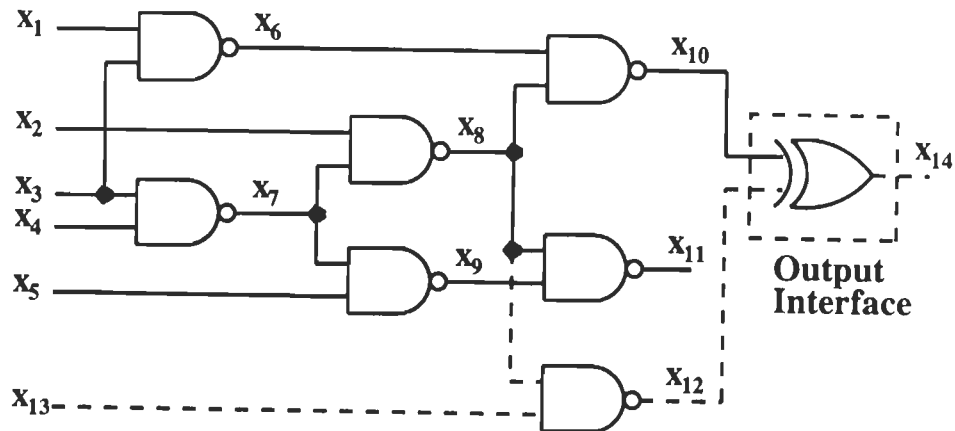 x1
x6
x10
x2
x8
x14
x3
x7
x4
x11
x9
x5
Output
Interface
x12
x13